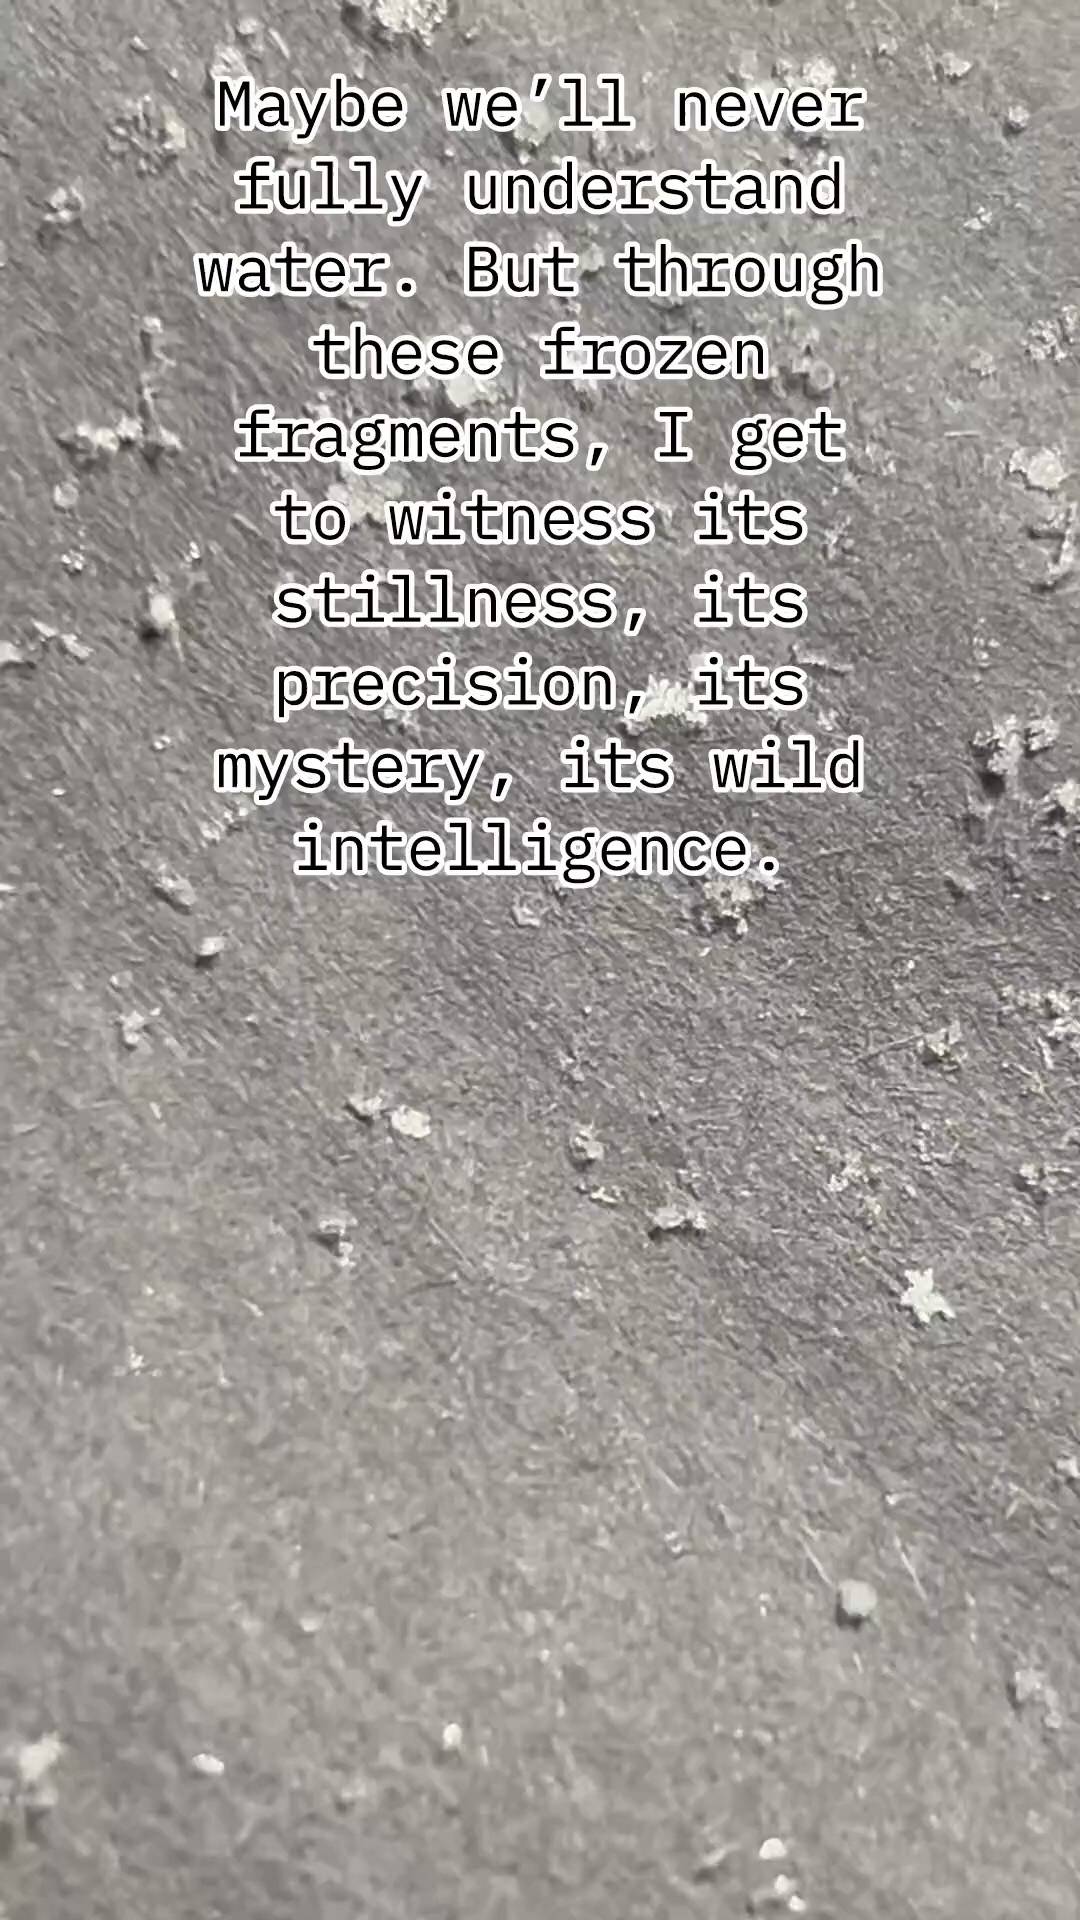 Maybe we’ll never
fully understand
water. But through
these frozen
fragments, I get
to witness its
stillness, its
precision, its
mystery, its wild
intelligence.